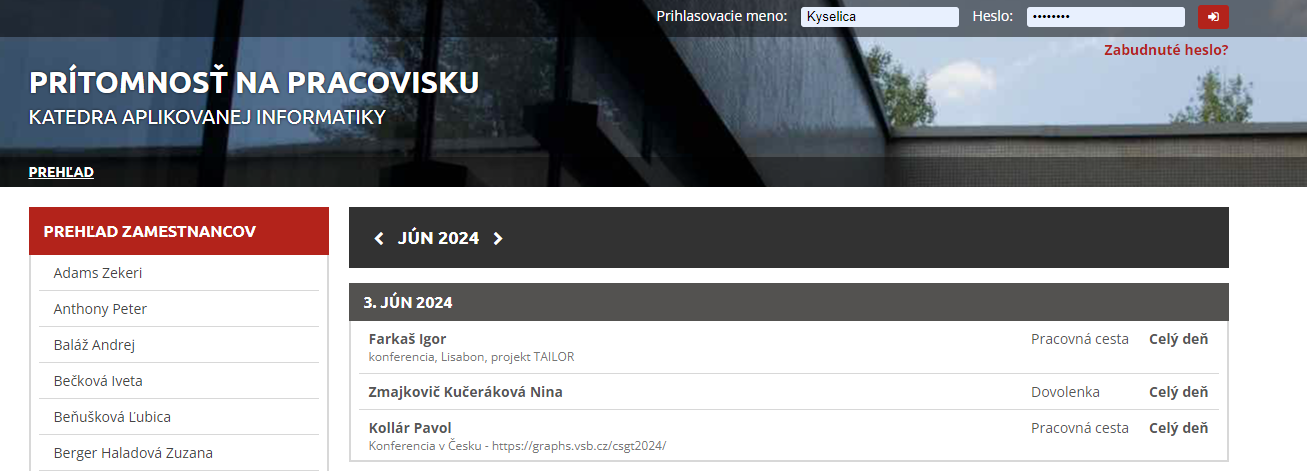 Prihlasovacie meno: Kyselica Heslo: ••••••••
Zabudnuté heslo?
PRÍTOMNOSŤ NA PRACOVISKU
KATEDRA APLIKOVANEJ INFORMATIKY
PREHĽAD
PREHĽAD ZAMESTNANCOV
Adams Zekeri
Anthony Peter
Baláž Andrej
Bečková Iveta
Beňušková Ľubica
Berger Haladová Zuzana
JÚN 2024
3. JÚN 2024
Farkaš Igor Pracovná cesta Celý deň
konferencia, Lisabon, projekt TAILOR
Zmajkovič Kučeráková Nina Dovolenka Celý deň
Kollár Pavol Pracovná cesta Celý deň
Konferencia v Česku - https://graphs.vsb.cz/csgt2024/